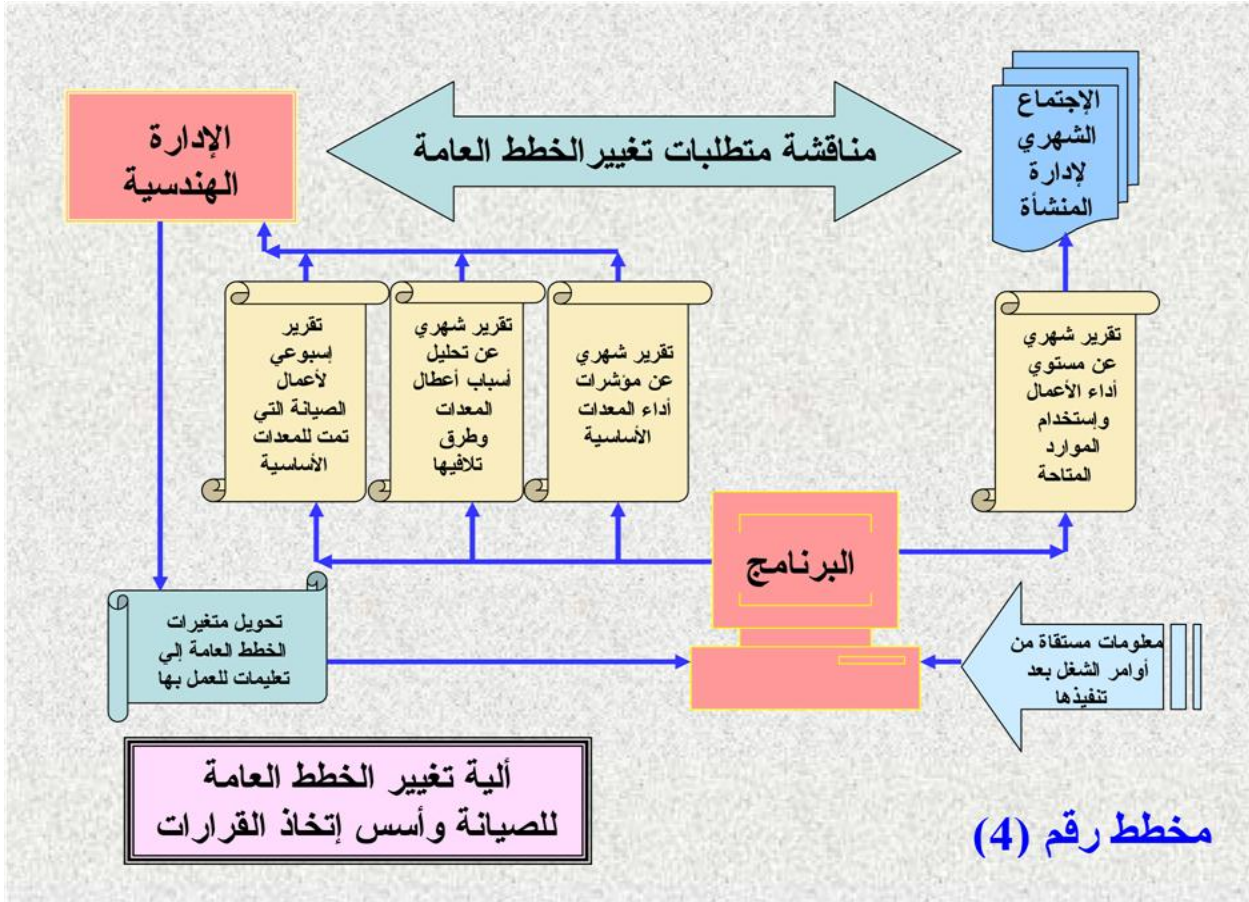 الإجتماع
الشهري
لإدارة
المنشأة
مناقشة متطلبات تغيير الخطط العامة
الإدارة
الهندسية
تقرير شهري
عن مستوي
أداء الأعمال
وإستخدام
الموارد
المتاحة
تقرير شهري
عن مؤشرات
أداء المعدات
الأساسية
تقرير شهري
عن تحليل
أسباب أعطال
المعدات
وطرق
تلافيها
تقرير
إسبوعي
لأعمال
الصيانة التي
تمت للمعدات
الأساسية
البرنامج
معلومات مستقاة من
أوامر الشغل بعد
تنفيذها
تحويل متغيرات
الخطط العامة إلي
تعليمات للعمل بها
ألية تغيير الخطط العامة
للصيانة وأسس إتخاذ القرارات
مخطط رقم (4)